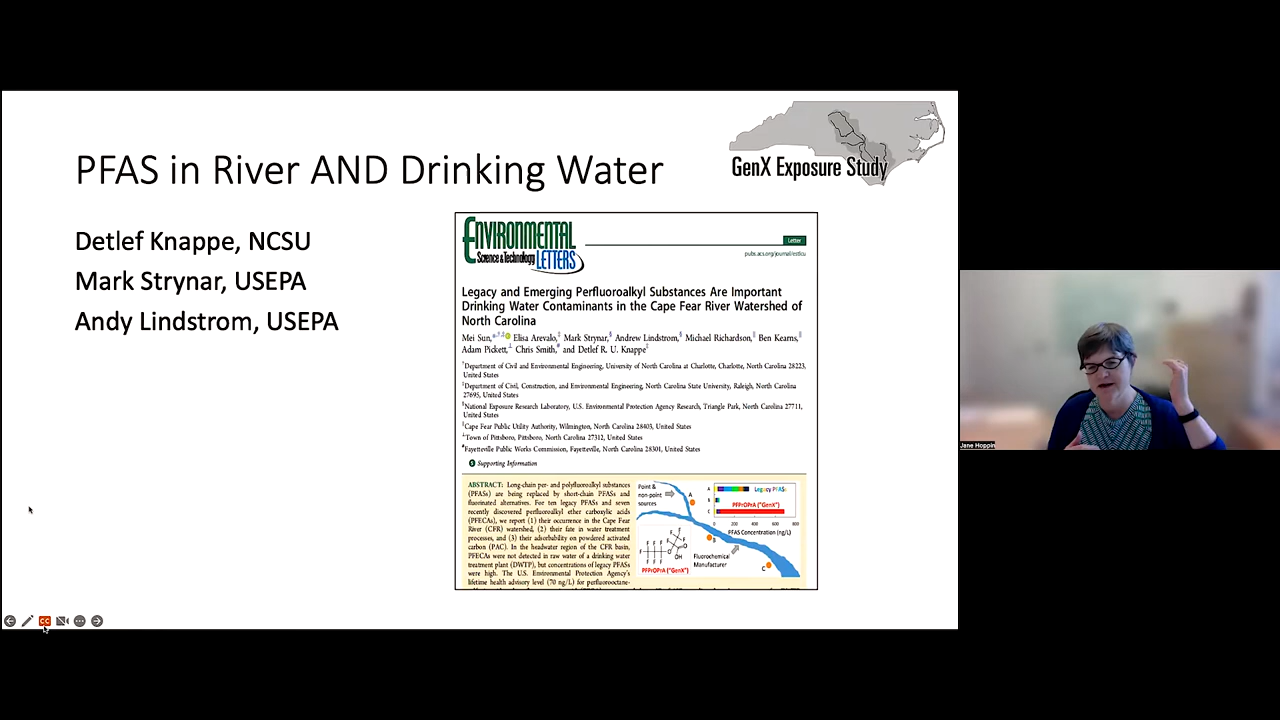 PFAS in River AND Drinking Water
GenX Exposure Study
Detlef Knappe, NCSU
Mark Strynar, USEPA
Andy Lindstrom, USEPA
ENVIRONMENTAL
Science & Technology
LETTERS
Letter
pubs.acs.org/journal/estlcu
Legacy and Emerging Perfluoroalkyl Substances Are Important
Drinking Water Contaminants in the Cape Fear River Watershed of
North Carolina
Mei Sun, Elisa Arevalo, Mark Strynar, Andrew Lindstrom, Michael Richardson, Ben Kearns,
Adam Pickett, Chris Smith, and Detlef R. U. Knappe
Department of Civil and Environmental Engineering, University of North Carolina at Charlotte, Charlotte, North Carolina 28223,
United States
Department of Civil, Construction, and Environmental Engineering, North Carolina State University, Raleigh, North Carolina
27695, United States
National Exposure Research Laboratory, U.S. Environmental Protection Agency Research, Triangle Park, North Carolina 27711,
United States
Cape Fear Public Utility Authority, Wilmington, North Carolina 28403, United States
Town of Pittsboro, Pittsboro, North Carolina 27312, United States
Fayetteville Public Works Commission, Fayetteville, North Carolina 28301, United States
S Supporting Information
ABSTRACT: Long-chain per- and polyfluoroalkyl substances
(PFASs) are being replaced by short-chain PFASs and
fluorinated alternatives. For ten legacy PFASs and seven
recently discovered perfluoroalkyl ether carboxylic acids
(PFECAs), we report (1) their occurrence in the Cape Fear
River (CFR) watershed, (2) their fate in water treatment
processes, and (3) their adsorbability on powdered activated
carbon (PAC). In the headwater region of the CFR basin,
PFECAs were not detected in raw water of a drinking water
treatment plant (DWTP), but concentrations of legacy PFASs
were high. The U.S. Environmental Protection Agency's
lifetime health advisory level (70 ng/L) for perfluorooctane-
Point &
non-point
sources
A
B
C
A
C
Legacy PFASs
PFPrOPrA ("GenX")
0 200 400 600 800
PFAS Concentration (ng/L)
Fluorochemical
Manufacturer
OH
PFPrOPrA ("GenX")
CC
Jane Hoppin